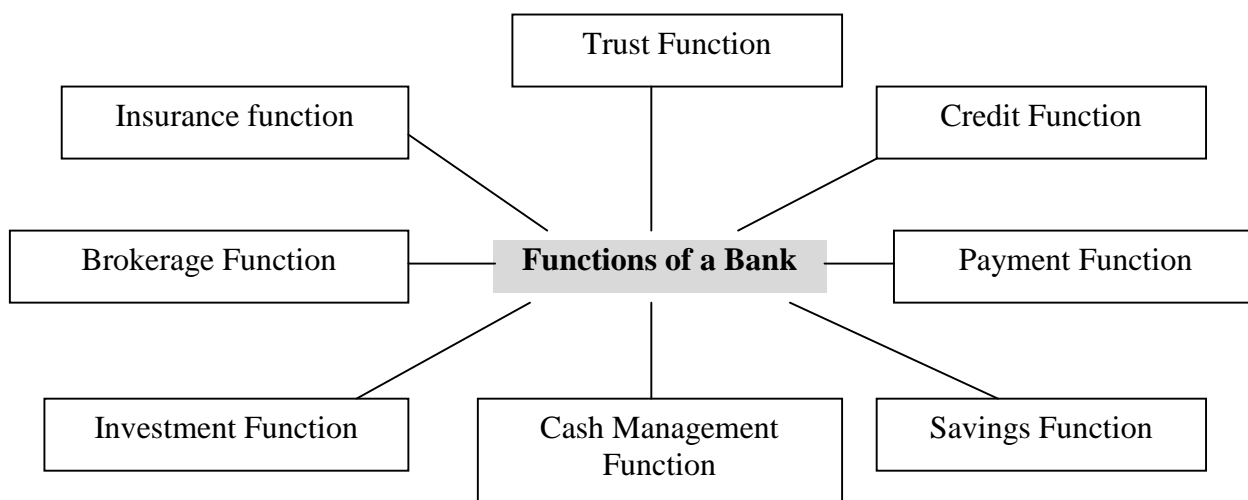 Trust Function
Insurance function
Credit Function
Brokerage Function
Functions of a Bank
Payment Function
Investment Function
Cash Management
Function
Savings Function